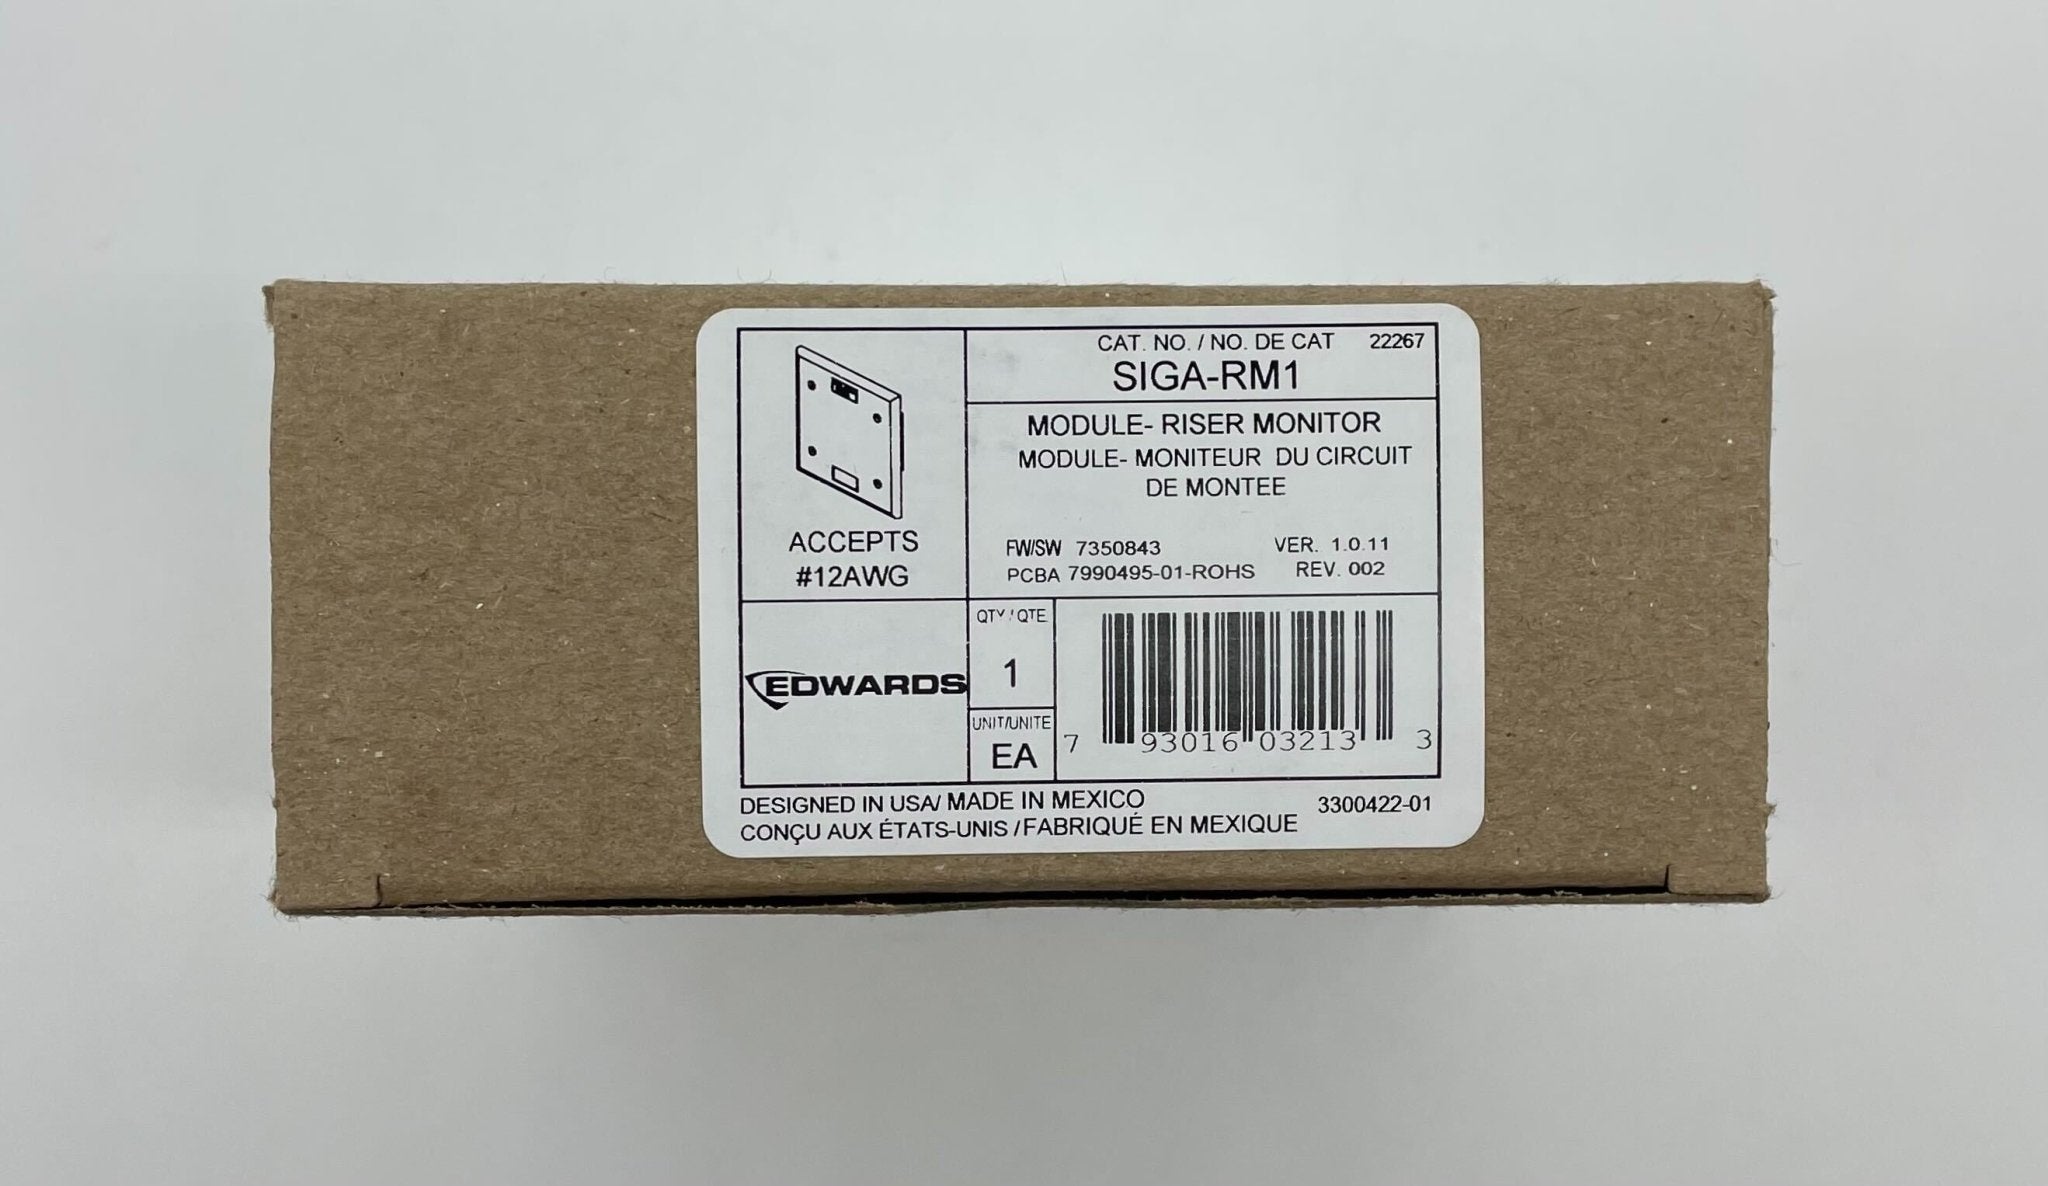 CAT. NO. / NO. DE CAT 22267
SIGA-RM1
MODULE- RISER MONITOR
MODULE- MONITEUR DU CIRCUIT
DE MONTEE
FW/SW 7350843 VER. 1.0.11
PCBA 7990495-01-ROHS REV. 002
ACCEPTS
#12AWG
EDWARDS
QTY / QTE
1
UNIT/UNITE
EA
7 93016 03213 3
DESIGNED IN USA/ MADE IN MEXICO 3300422-01
CONÇU AUX ÉTATS-UNIS / FABRIQUÉ EN MEXIQUE